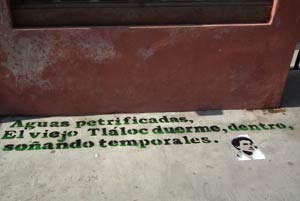 Aguas petrificadas,
El viejo Tláloc duerme, dentro,
soñando temporales.